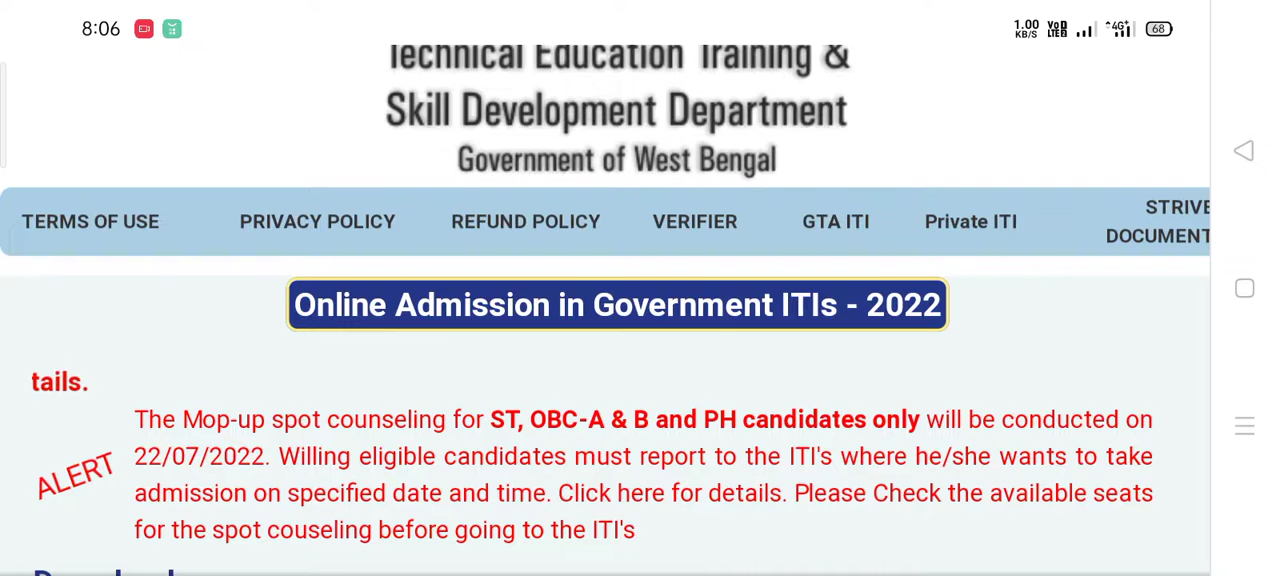 8:06
1.00 KB/S VoD LTE2 4G+ 68
Technical Education Training &
Skill Development Department
Government of West Bengal
TERMS OF USE PRIVACY POLICY REFUND POLICY VERIFIER GTA ITI Private ITI STRIVE DOCUMENT
Online Admission in Government ITIs - 2022
tails.
The Mop-up spot counseling for ST, OBC-A & B and PH candidates only will be conducted on
22/07/2022. Willing eligible candidates must report to the ITI's where he/she wants to take
ALERT
admission on specified date and time. Click here for details. Please Check the available seats
for the spot couseling before going to the ITI's